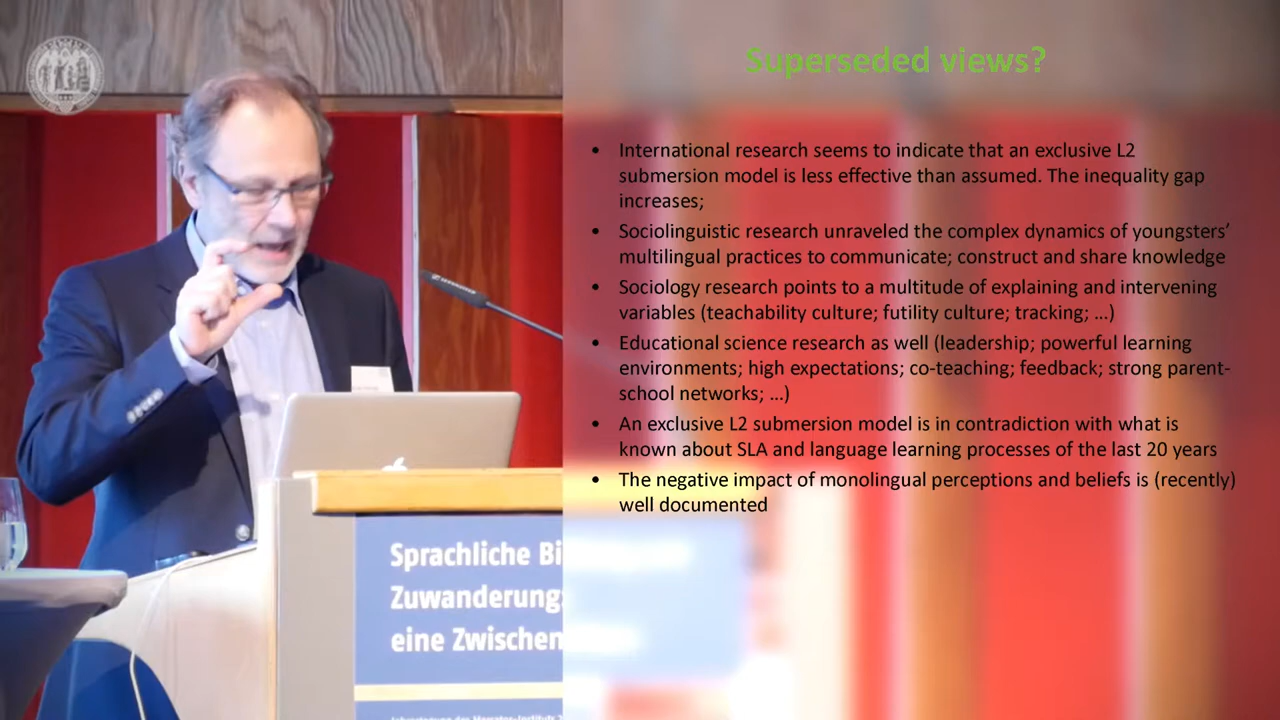 Superseded views?
• International research seems to indicate that an exclusive L2
submersion model is less effective than assumed. The inequality gap
increases;
• Sociolinguistic research unraveled the complex dynamics of youngsters’
multilingual practices to communicate; construct and share knowledge
• Sociology research points to a multitude of explaining and intervening
variables (teachability culture; futility culture; tracking; …)
• Educational science research as well (leadership; powerful learning
environments; high expectations; co-teaching; feedback; strong parent-
school networks; …)
• An exclusive L2 submersion model is in contradiction with what is
known about SLA and language learning processes of the last 20 years
• The negative impact of monolingual perceptions and beliefs is (recently)
well documented
SENNHEISER
Sprachliche Bi
Zuwanderung
eine Zwischen
Jahrestagung des Mercator-Instituts